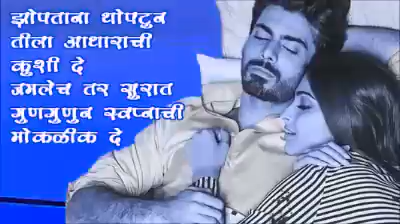 झोपताना थोपटुन
तीला आधाराची
कुशी दे
जमलेच तर सुरात
गुणगुणुन स्वप्नाची
मोकळीक दे